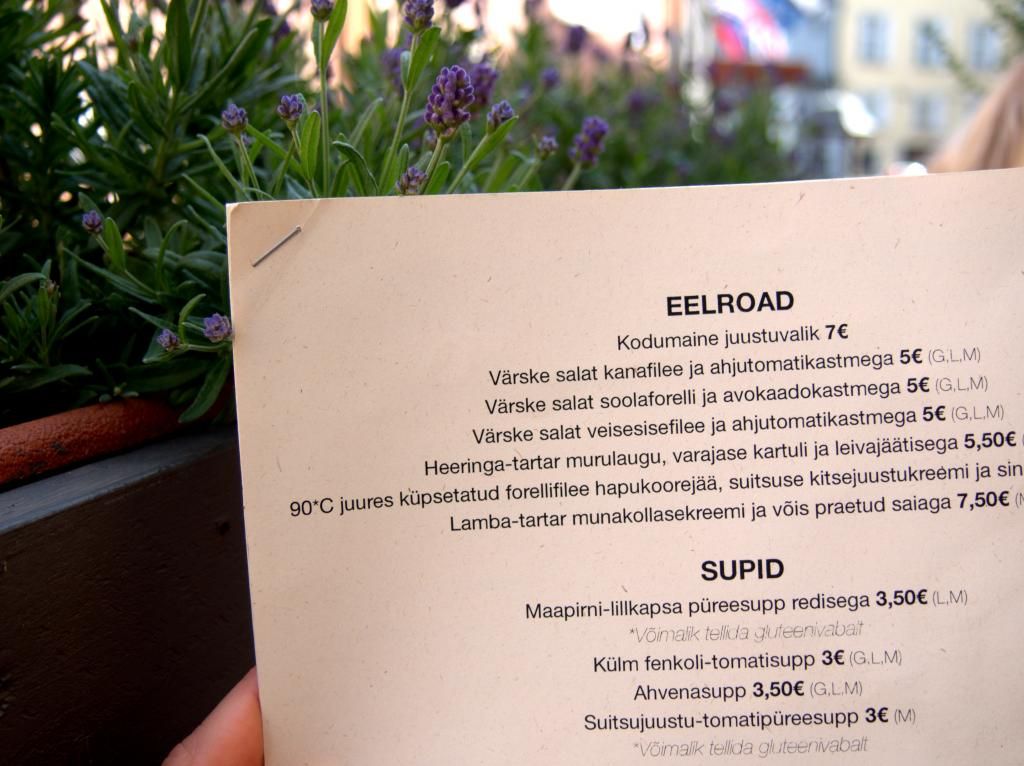 EELROAD
Kodumaine juustuvalik 7€
Värske salat kanafilee ja ahjutomatikastmega 5€ (G,L,M)
Värske salat soolaforelli ja avokaadokastmega 5€ (G,L,M)
Värske salat veisesisefilee ja ahjutomatikastmega 5€ (G,L,M)
Heeringa-tartar murulaugu, varajase kartuli ja leivajäätisega 5,50€ (
90*C juures küpsetatud forellifilee hapukoorejää, suitsuse kitsejuustukreemi ja sin
Lamba-tartar munakollasekreemi ja võis praetud saiaga 7,50€ (
SUPID
Maapirni-lillkapsa püreesupp redisega 3,50€ (L,M)
*Võimalik tellida gluteenivabalt
Külm fenkoli-tomatisupp 3€ (G,L,M)
Ahvenasupp 3,50€ (G,L,M)
Suitsujuustu-tomatipüreesupp 3€ (M)
*Võimalik tellida gluteenivabalt